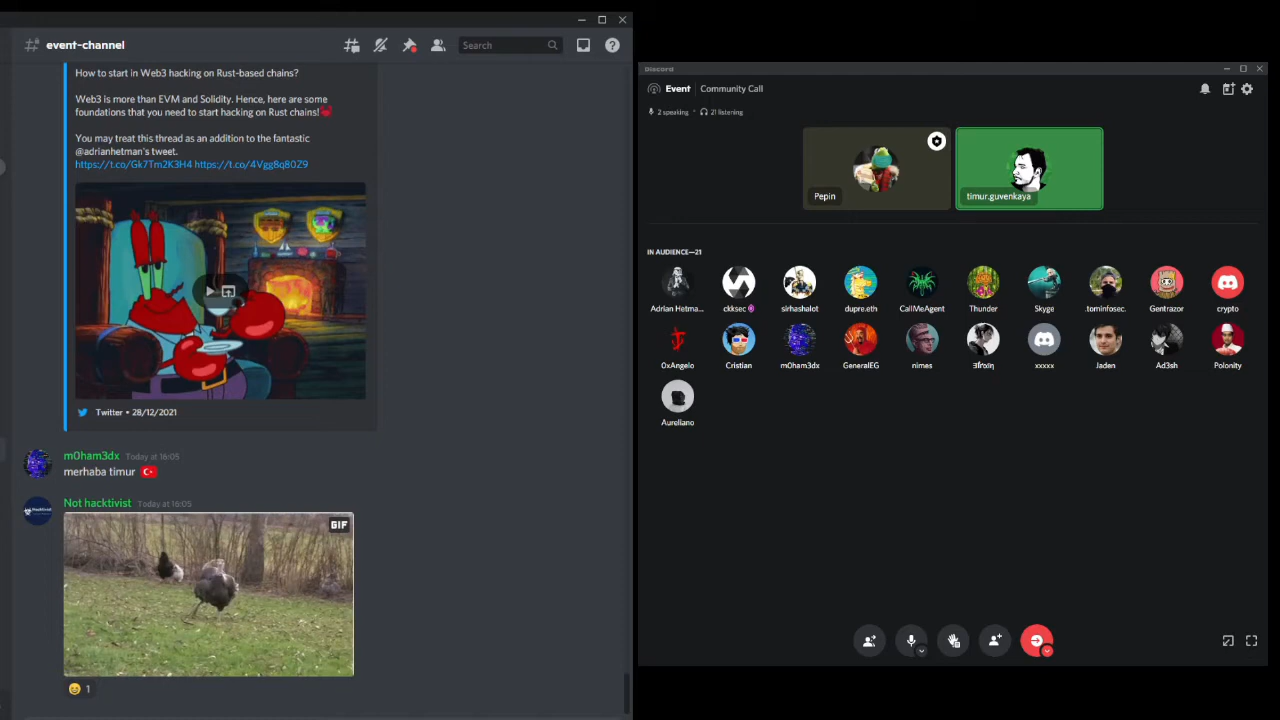 event-channel
Search
How to start in Web3 hacking on Rust-based chains?
Web3 is more than EVM and Solidity. Hence, here are some
foundations that you need to start hacking on Rust chains!
You may treat this thread as an addition to the fantastic
@adrianhetman's tweet.
https://t.co/Gk7Tm2K3H4 https://t.co/4Vgg8q80Z9
Twitter • 28/12/2021
m0ham3dx Today at 16:05
merhaba timur
Not hacktivist Today at 16:05
GIF
1
Discord
Event Community Call
2 speaking • 21 listening
Pepin
timur.guvenkaya
IN AUDIENCE—21
Adrian Hetma...
ckksec
sirhashalot
dupre.eth
CallMeAgent
Thunder
Skyge
.tominfosec.
Gentrazor
crypto
0xAngelo
Cristian
m0ham3dx
GeneralEG
nimes
xxxxx
Jaden
Ad3sh
Polonity
Aureliano